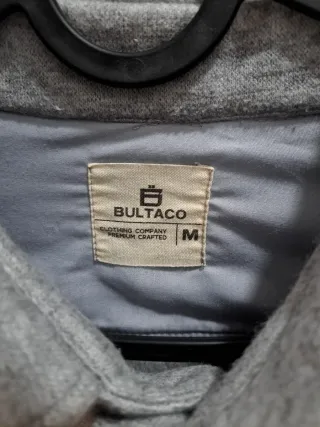 BULTACO
CLOTHING COMPANY
PREMIUM CRAFTED
M